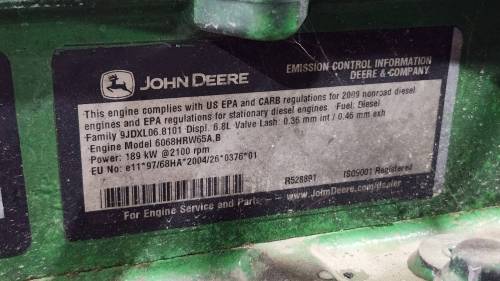 JOHN DEERE
EMISSION CONTROL INFORMATION
DEERE & COMPANY
This engine complies with US EPA and CARB regulations for 2009 nonroad diesel
engines and EPA regulations for stationary diesel engines Fuel: Diesel
Family 9JDXL06.8101 Displ. 6.8L Valve Lash: 0.36 mm int / 0.46 mm exh
Engine Model 6068HRW65A,B
Power: 189 kW @2100 rpm
EU No: e11*97/68HA*2004/26*0376*01
R528891 ISO9001 Registered
For Engine Service and Parts
www.JohnDeere.com/dealer